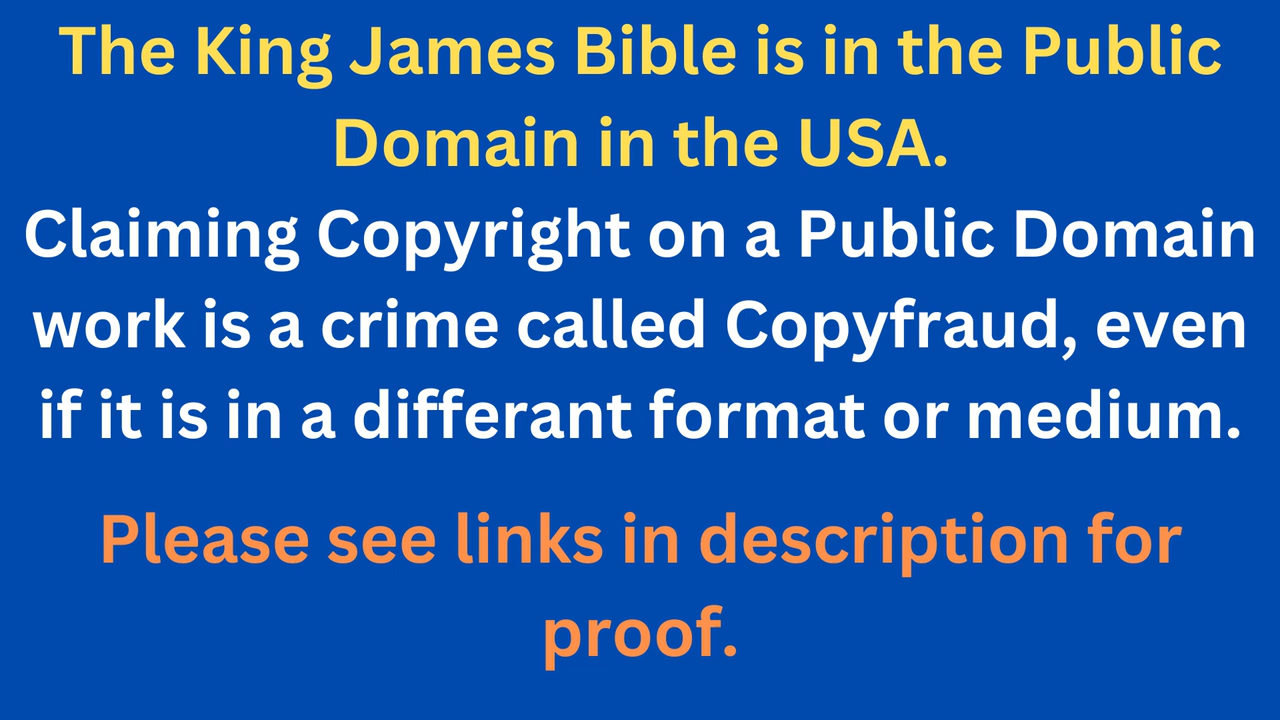 The King James Bible is in the Public
Domain in the USA.
Claiming Copyright on a Public Domain
work is a crime called Copyfraud, even
if it is in a differant format or medium.
Please see links in description for
proof.